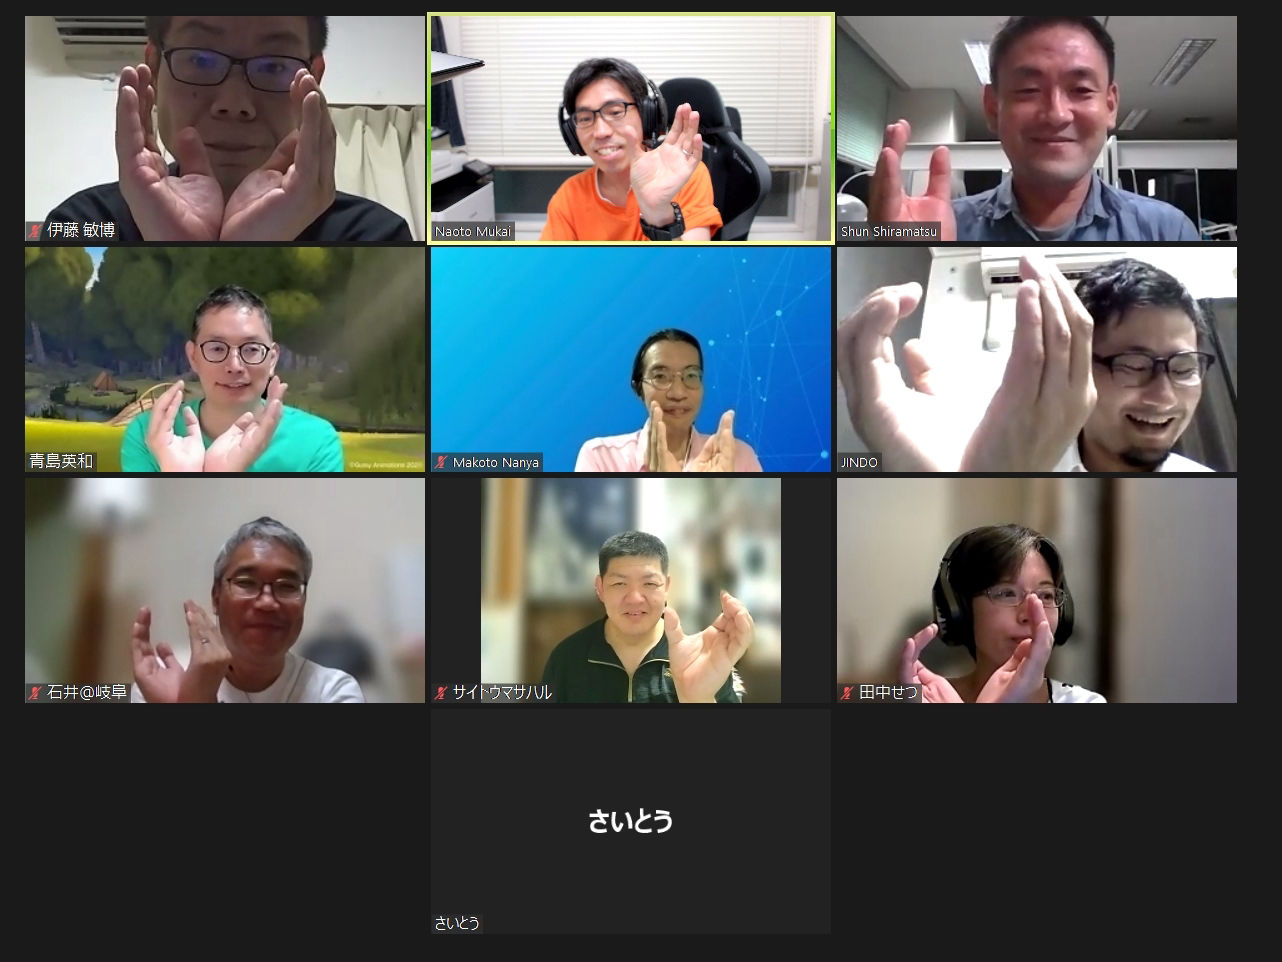 伊藤 敏博
Naoto Mukai
Shun Shiramatsu
青島英和
©Gutsy Animations 2021
Makoto Nanya
JINDO
石井@岐阜
サイトウマサハル
田中せつ
さいとう
さいとう